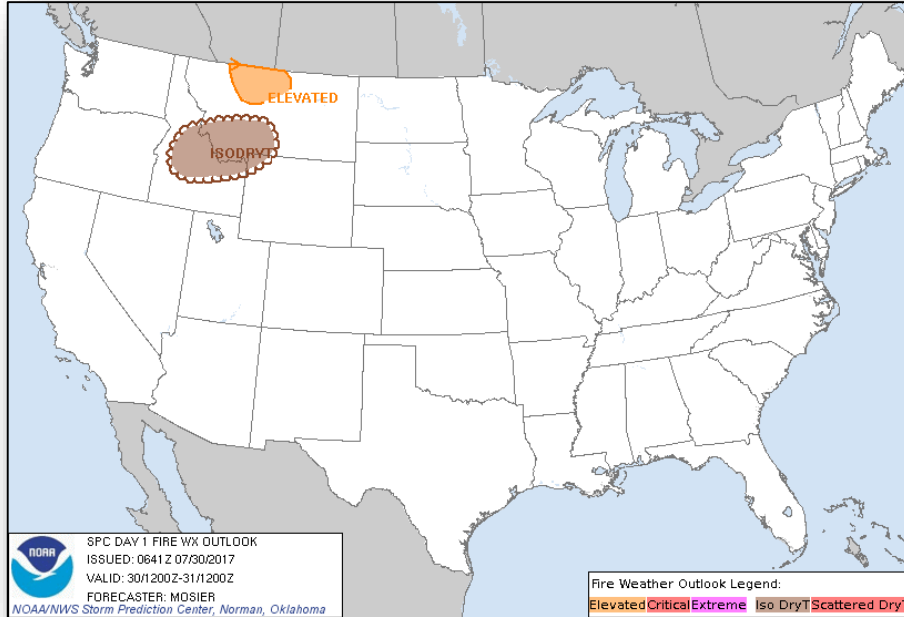 ELEVATED
ISODRYT
NOAA
SPC DAY 1 FIRE WX OUTLOOK
ISSUED: 0641Z 07/30/2017
VALID: 30/1200Z-31/1200Z
FORECASTER: MOSIER
NOAA/NWS Storm Prediction Center, Norman, Oklahoma
Fire Weather Outlook Legend:
Elevated Critical Extreme Iso DryT Scattered DryT